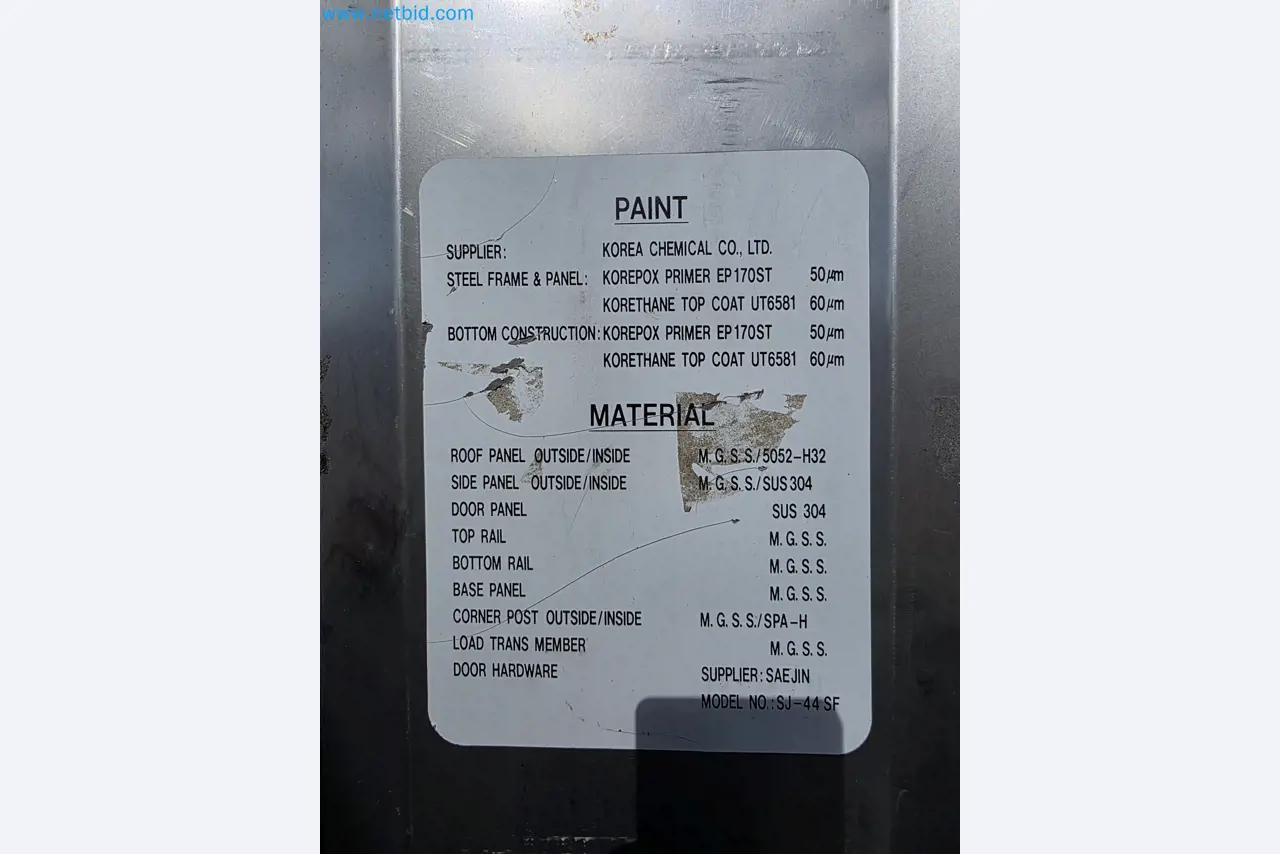 www.netbid.com
PAINT
SUPPLIER: KOREA CHEMICAL CO., LTD.
STEEL FRAME & PANEL: KOREPOX PRIMER EP170ST 50μm
KORETHANE TOP COAT UT6581 60μm
BOTTOM CONSTRUCTION: KOREPOX PRIMER EP170ST 50μm
KORETHANE TOP COAT UT6581 60μm
MATERIAL
ROOF PANEL OUTSIDE/INSIDE M.G.S.S./5052-H32
SIDE PANEL OUTSIDE/INSIDE M.G.S.S./SUS304
DOOR PANEL SUS 304
TOP RAIL M.G.S.S.
BOTTOM RAIL M.G.S.S.
BASE PANEL M.G.S.S.
CORNER POST OUTSIDE/INSIDE M.G.S.S./SPA-H
LOAD TRANS MEMBER M.G.S.S.
DOOR HARDWARE SUPPLIER: SAEJIN
MODEL NO.: SJ-44 SF